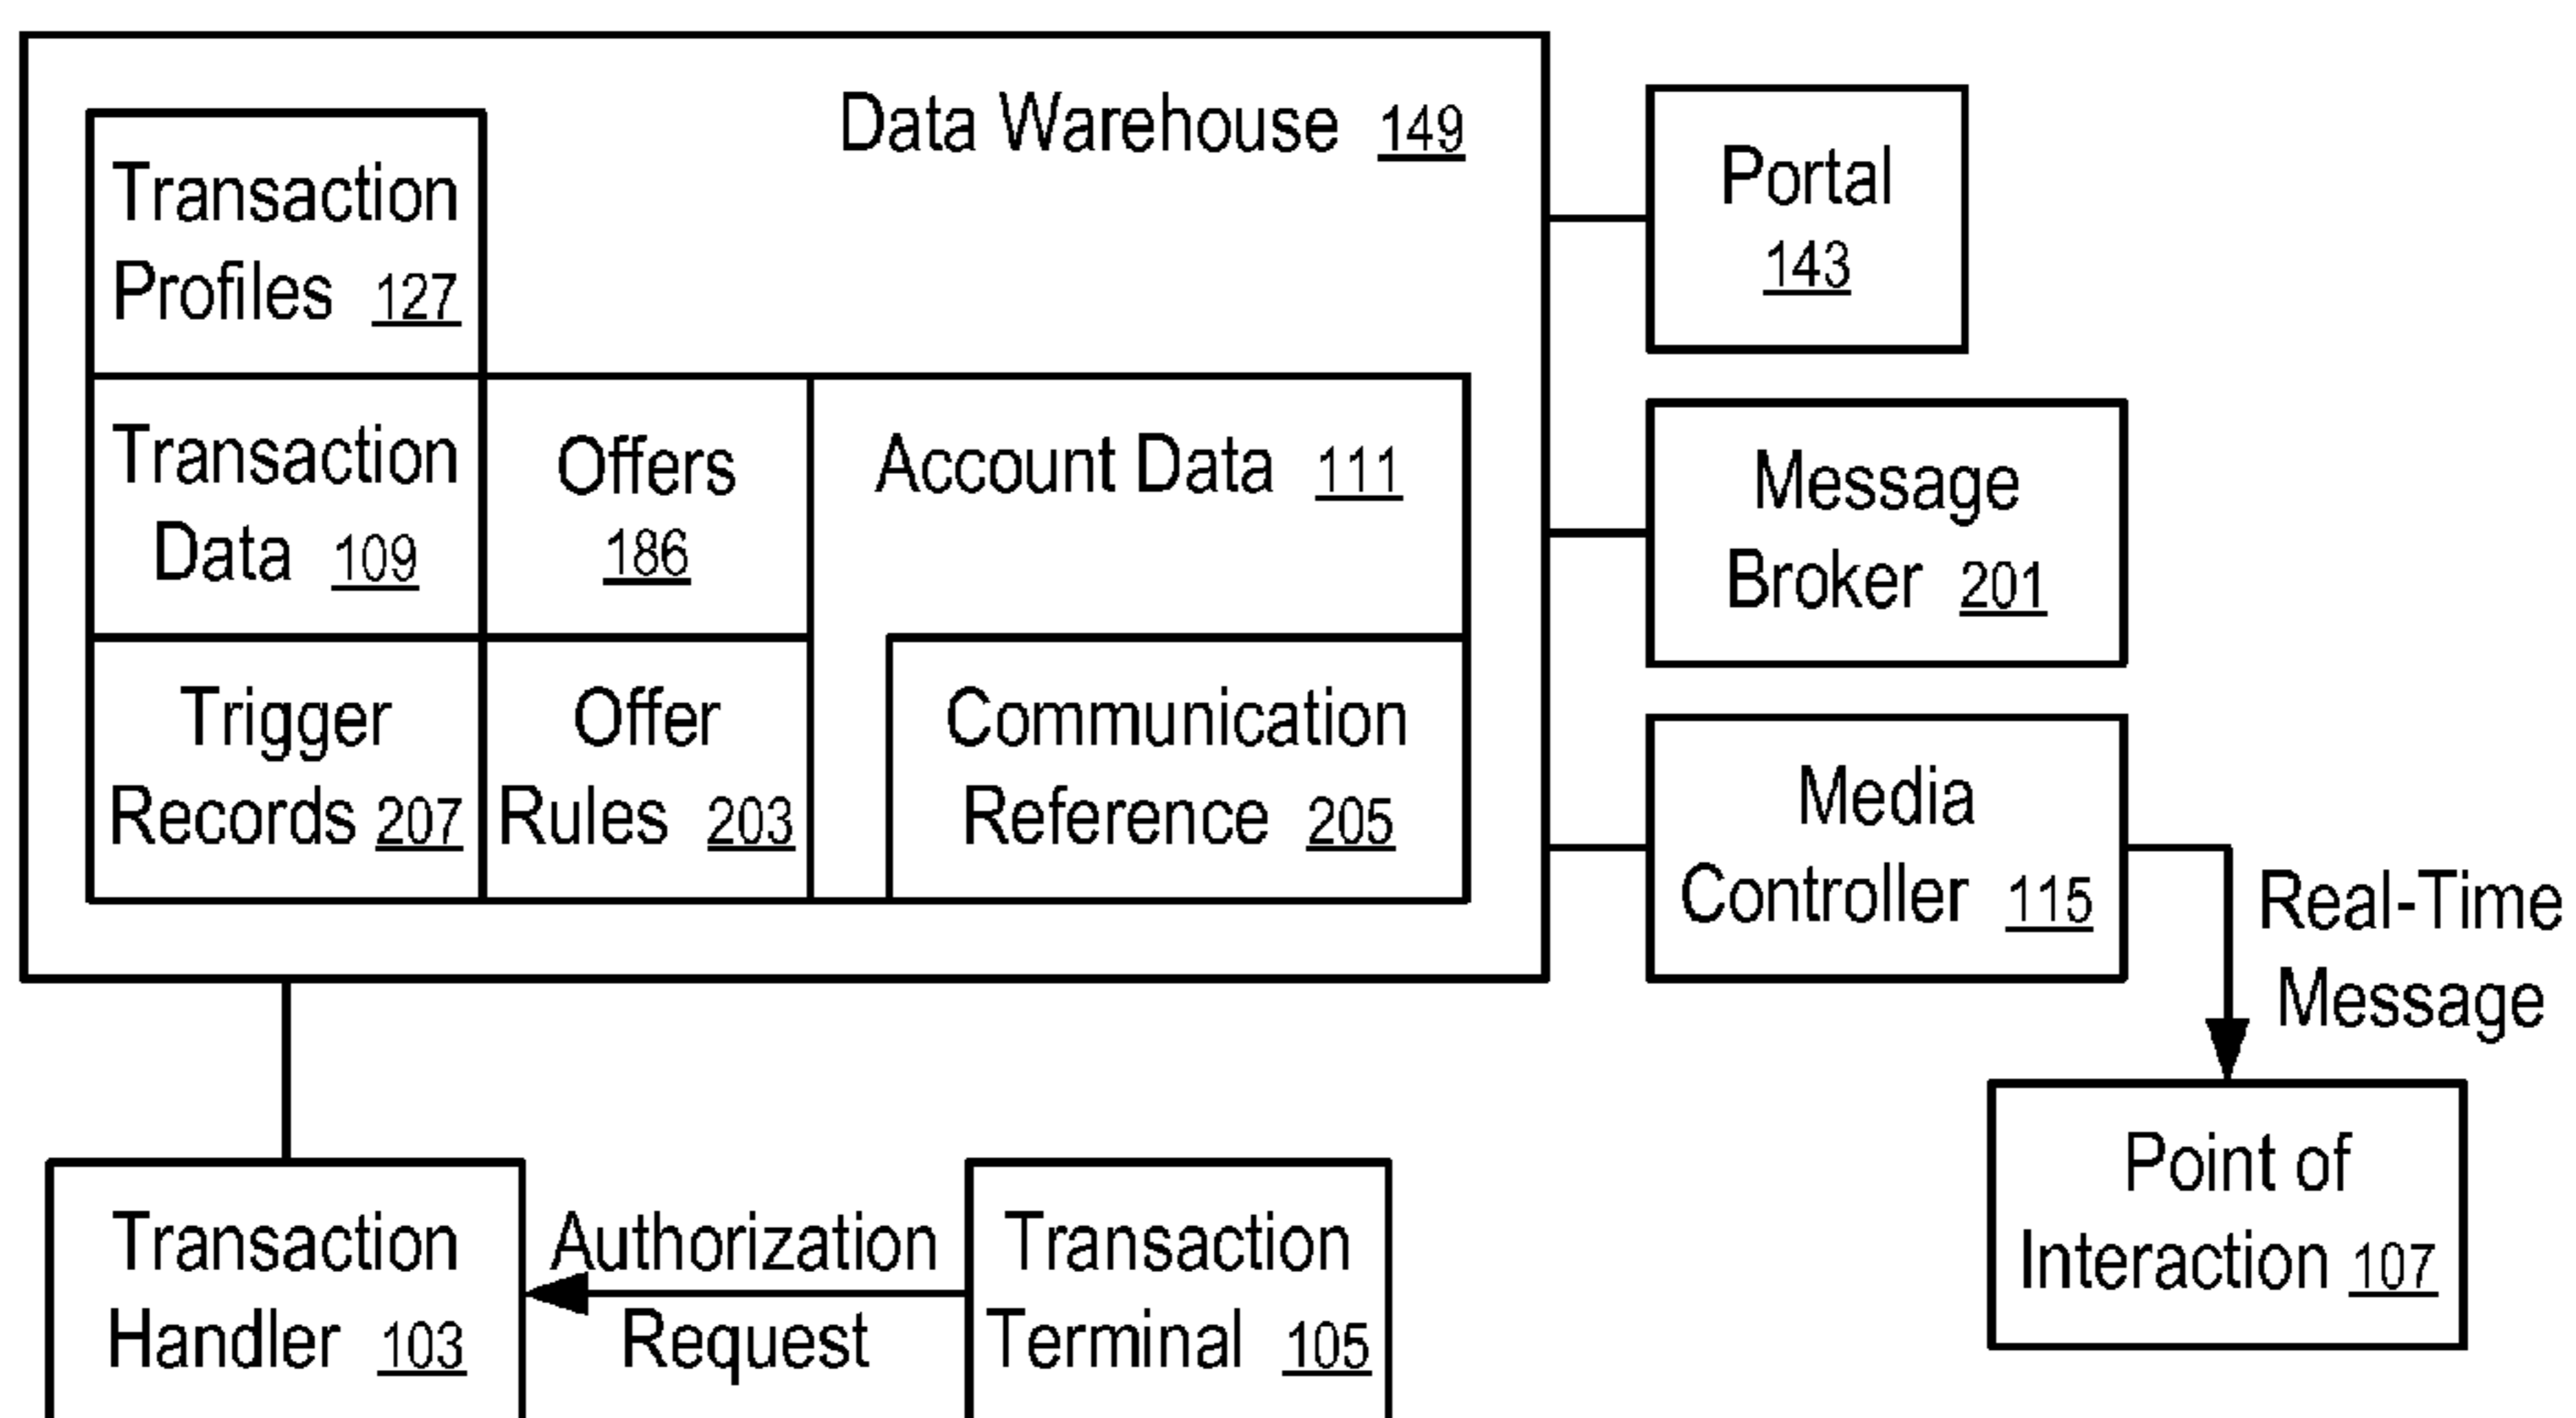 Data Warehouse 149
Transaction
Profiles 127
Transaction
Data 109
Offers
186
Account Data 111
Trigger
Records 207
Offer
Rules 203
Communication
Reference 205
Portal
143
Message
Broker 201
Media
Controller 115
Real-Time
Message
Point of
Interaction 107
Transaction
Handler 103
Authorization
Request
Transaction
Terminal 105